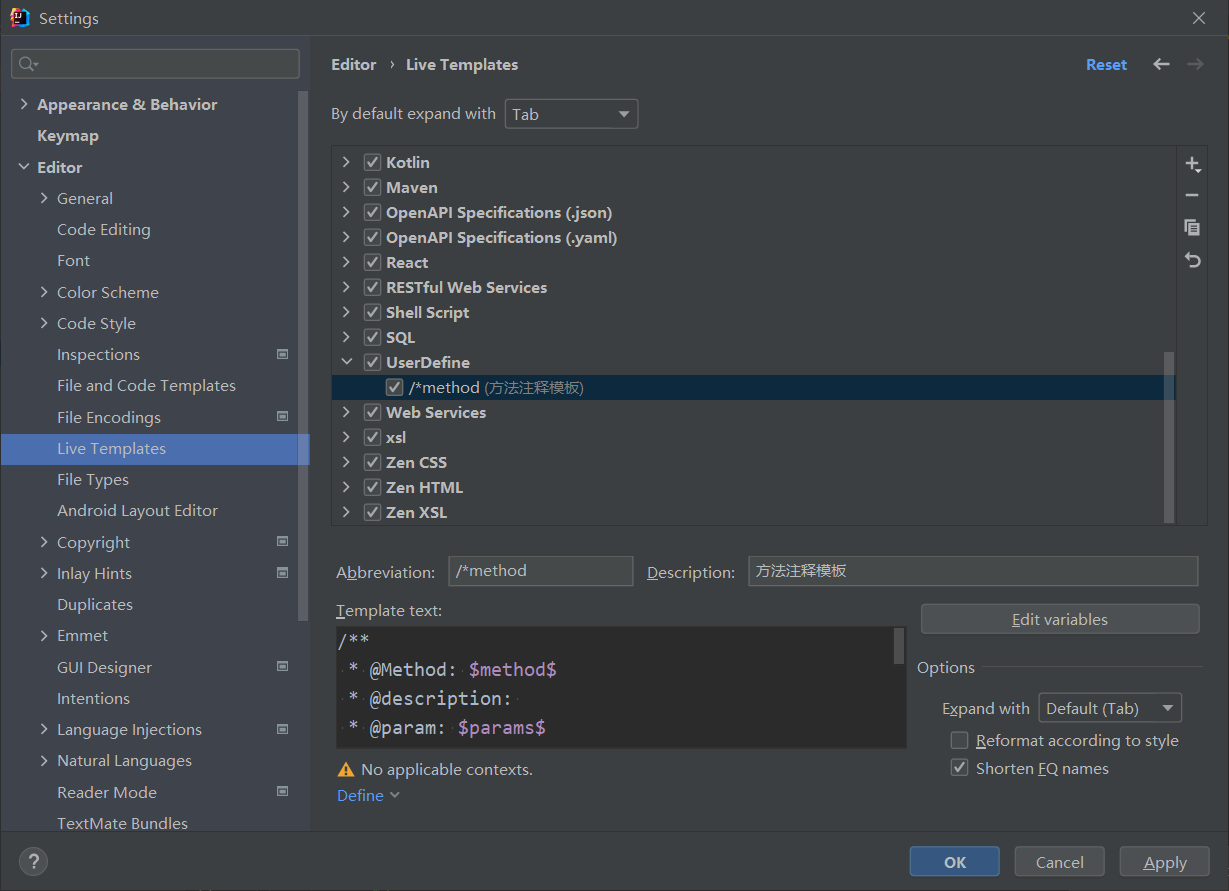 Settings
Appearance & Behavior
Keymap
Editor
General
Code Editing
Font
Color Scheme
Code Style
Inspections
File and Code Templates
File Encodings
Live Templates
File Types
Android Layout Editor
Copyright
Inlay Hints
Duplicates
Emmet
GUI Designer
Intentions
Language Injections
Natural Languages
Reader Mode
TextMate Bundles
Editor › Live Templates
Reset
By default expand with Tab
Kotlin
Maven
OpenAPI Specifications (.json)
OpenAPI Specifications (.yaml)
React
RESTful Web Services
Shell Script
SQL
UserDefine
/*method (方法注释模板)
Web Services
xsl
Zen CSS
Zen HTML
Zen XSL
Abbreviation: /*method Description: 方法注释模板
Template text:
/**
* @Method: $method$
* @description:
* @param: $params$
No applicable contexts.
Define
Edit variables
Options
Expand with Default (Tab)
Reformat according to style
Shorten FQ names
?
OK
Cancel
Apply